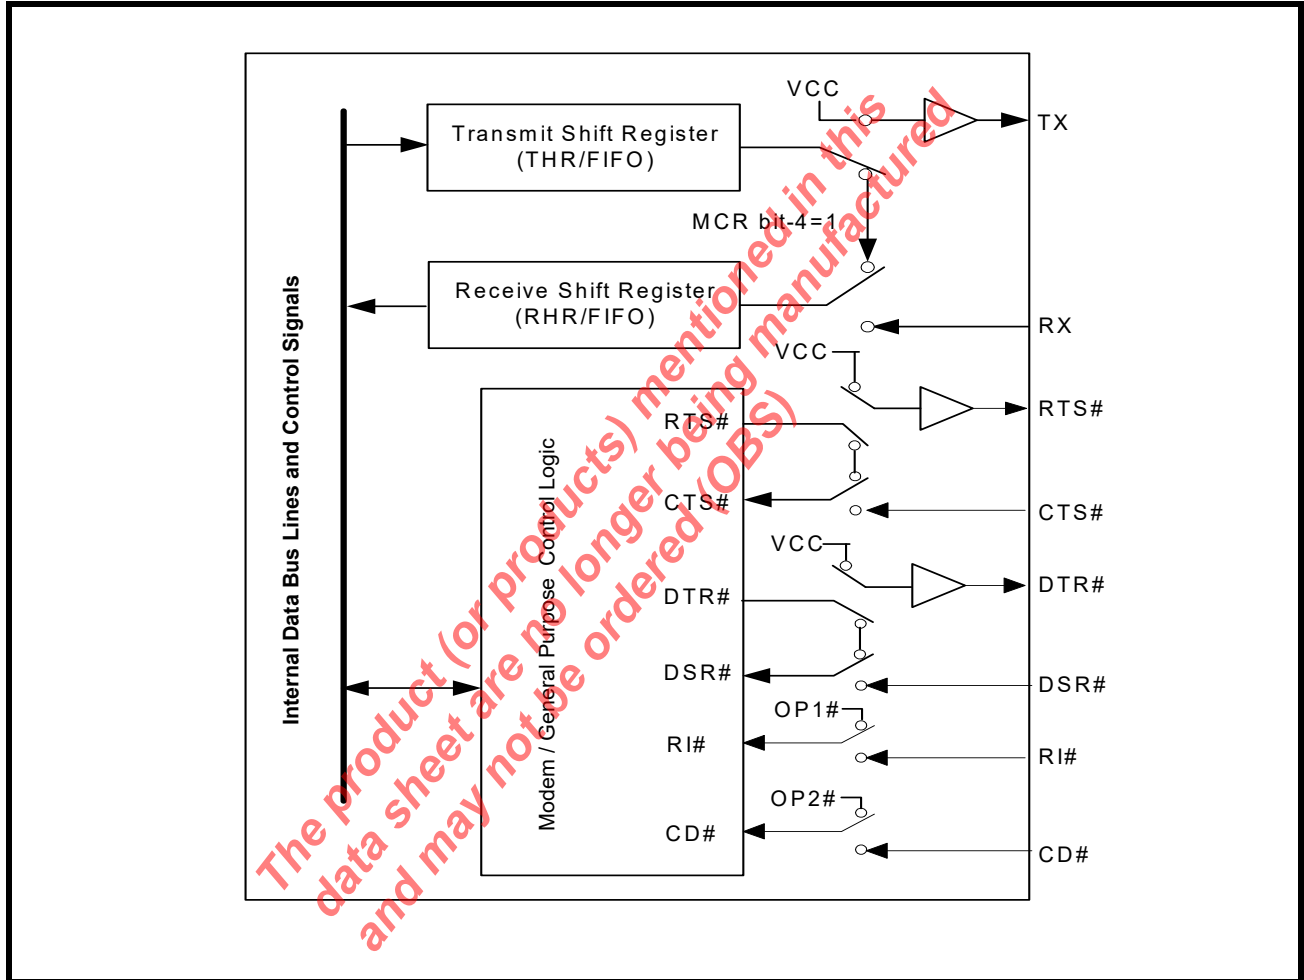 VCC
TX
Transmit Shift Register
(THR/FIFO)
MCR bit-4=1
Receive Shift Register
(RHR/FIFO)
RX
VCC
RTS#
RTS#
CTS#
CTS#
VCC
DTR#
DTR#
DSR#
DSR#
OP1#
RI#
RI#
OP2#
CD#
CD#
Internal Data Bus Lines and Control Signals
Modem / General Purpose Control Logic
The product (or products) mentioned in this
data sheet are no longer being manufactured
and may not be ordered (OBS)